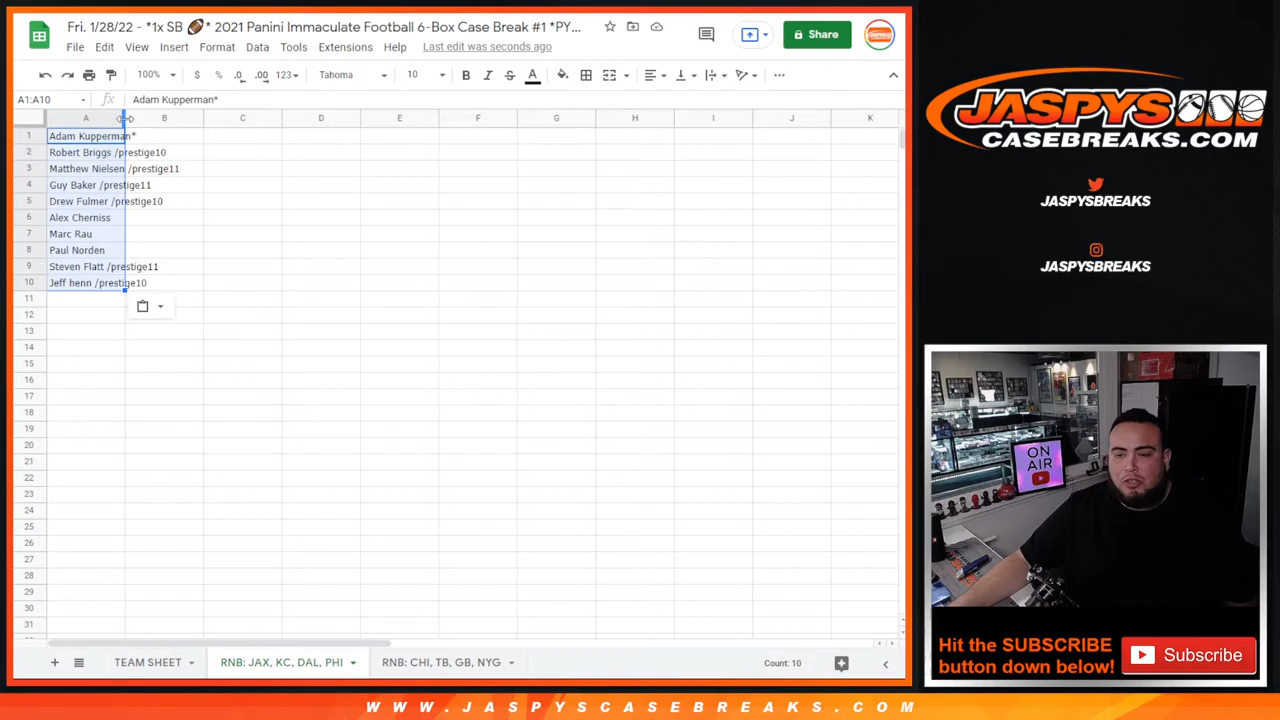 Fri. 1/28/22 - *1x SB 🏈* 2021 Panini Immaculate Football 6-Box Case Break #1 *PY...
File Edit View Insert Format Data Tools Extensions Help Last edit was seconds ago
Share
100% $ % .0 .00 123 Tahoma 10 B I S A
A1:A10 fx Adam Kupperman*
A B C D E F G H I J K
1 Adam Kupperman*
2 Robert Briggs /prestige10
3 Matthew Nielsen /prestige11
4 Guy Baker /prestige11
5 Drew Fulmer /prestige10
6 Alex Cherniss
7 Marc Rau
8 Paul Norden
9 Steven Flatt /prestige11
10 Jeff henn /prestige10
11
12
13
14
15
16
17
18
19
20
21
22
23
24
25
26
27
28
29
30
31
TEAM SHEET RNB: JAX, KC, DAL, PHI RNB: CHI, TB, GB, NYG Count: 10
JASPYS
CASEBREAKS.COM
JASPYSBREAKS
JASPYSBREAKS
ON
AIR
Hit the SUBSCRIBE
button down below!
Subscribe
WWW.JASPYSCASEBREAKS.COM